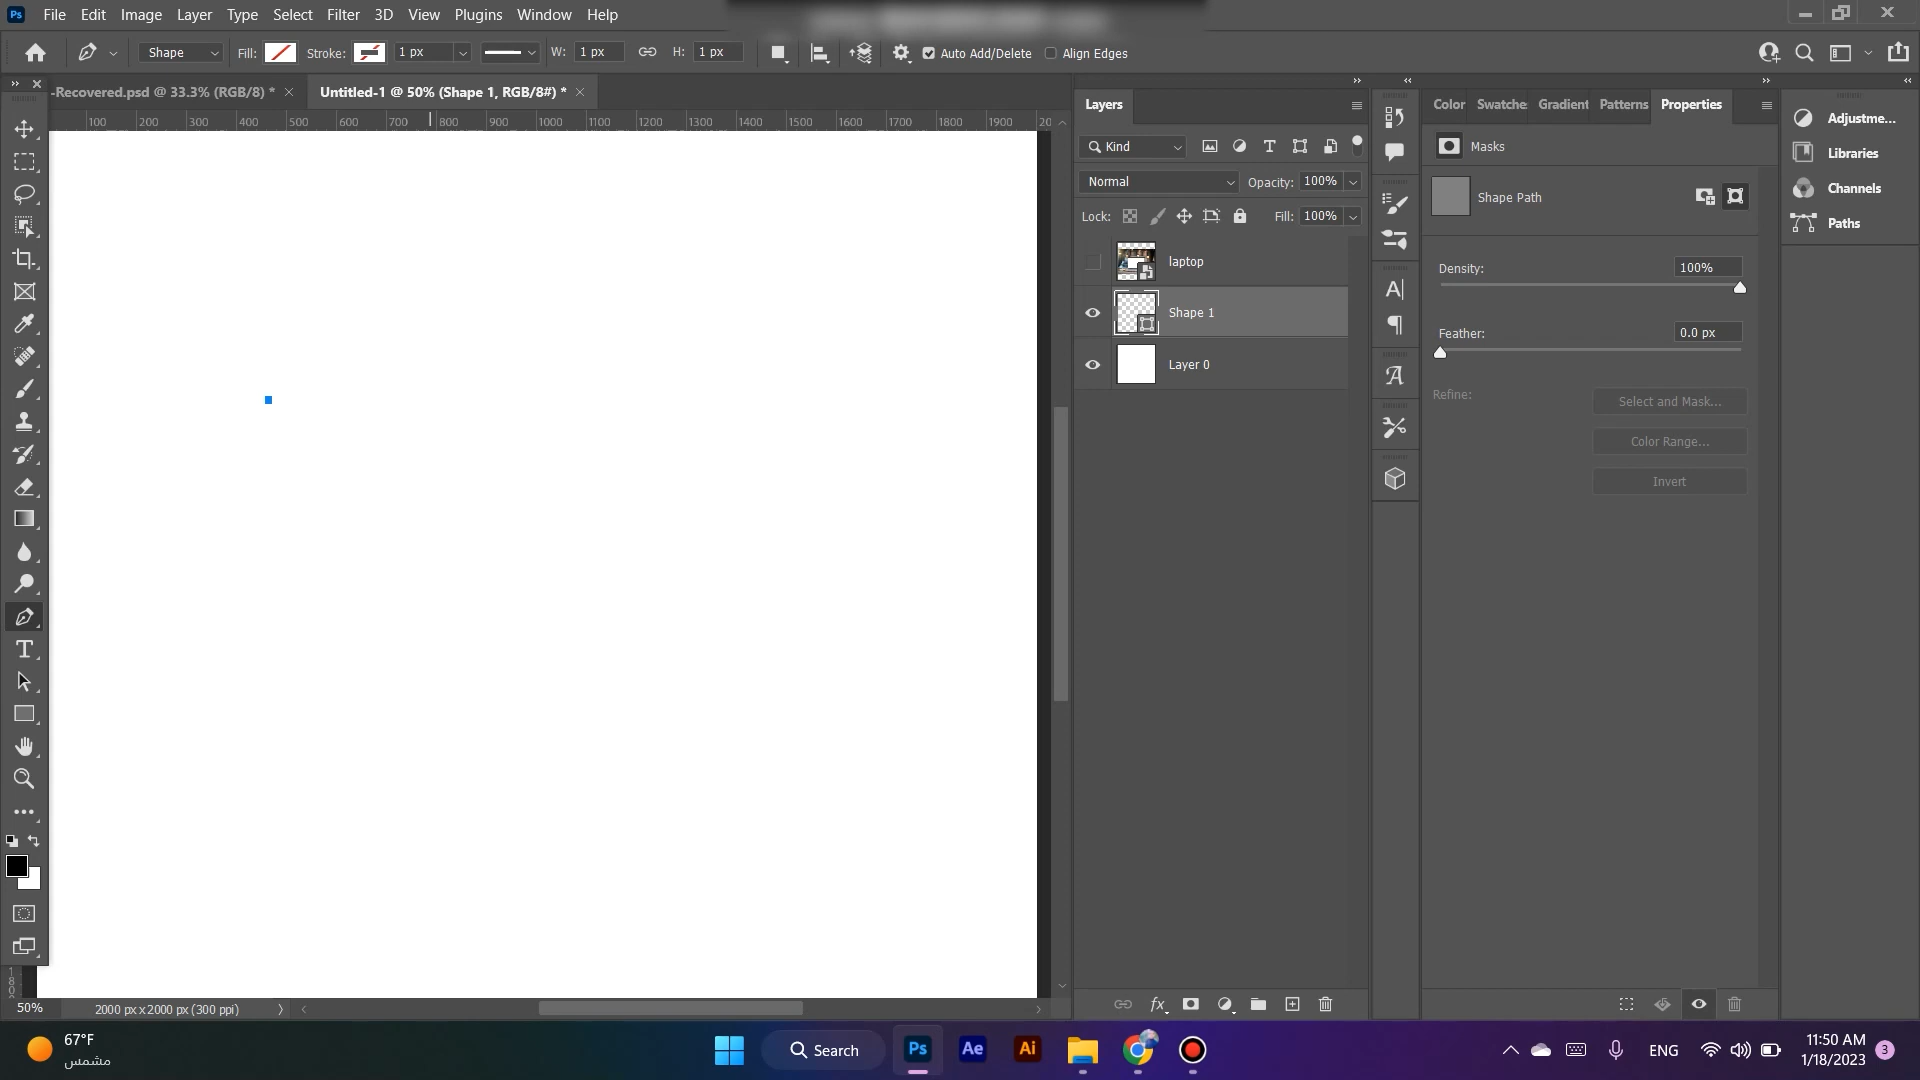 Ps File Edit Image Layer Type Select Filter 3D View Plugins Window Help
Shape Fill: Stroke: 1 px W: 1 px H: 1 px Auto Add/Delete Align Edges
-Recovered.psd @ 33.3% (RGB/8) * Untitled-1 @ 50% (Shape 1, RGB/8#) *
100 200 300 400 500 600 700 800 900 1000 1100 1200 1300 1400 1500 1600 1700 1800 1900 20
Layers
Kind
Normal Opacity: 100%
Lock: Fill: 100%
laptop
Shape 1
Layer 0
Color Swatche Gradient Patterns Properties
Masks
Shape Path
Density: 100%
Feather: 0.0 px
Refine: Select and Mask...
Color Range...
Invert
Adjustme...
Libraries
Channels
Paths
50% 2000 px x 2000 px (300 ppi)
67°F
مشمس
Search
Ps Ae Ai
ENG
11:50 AM
1/18/2023 3